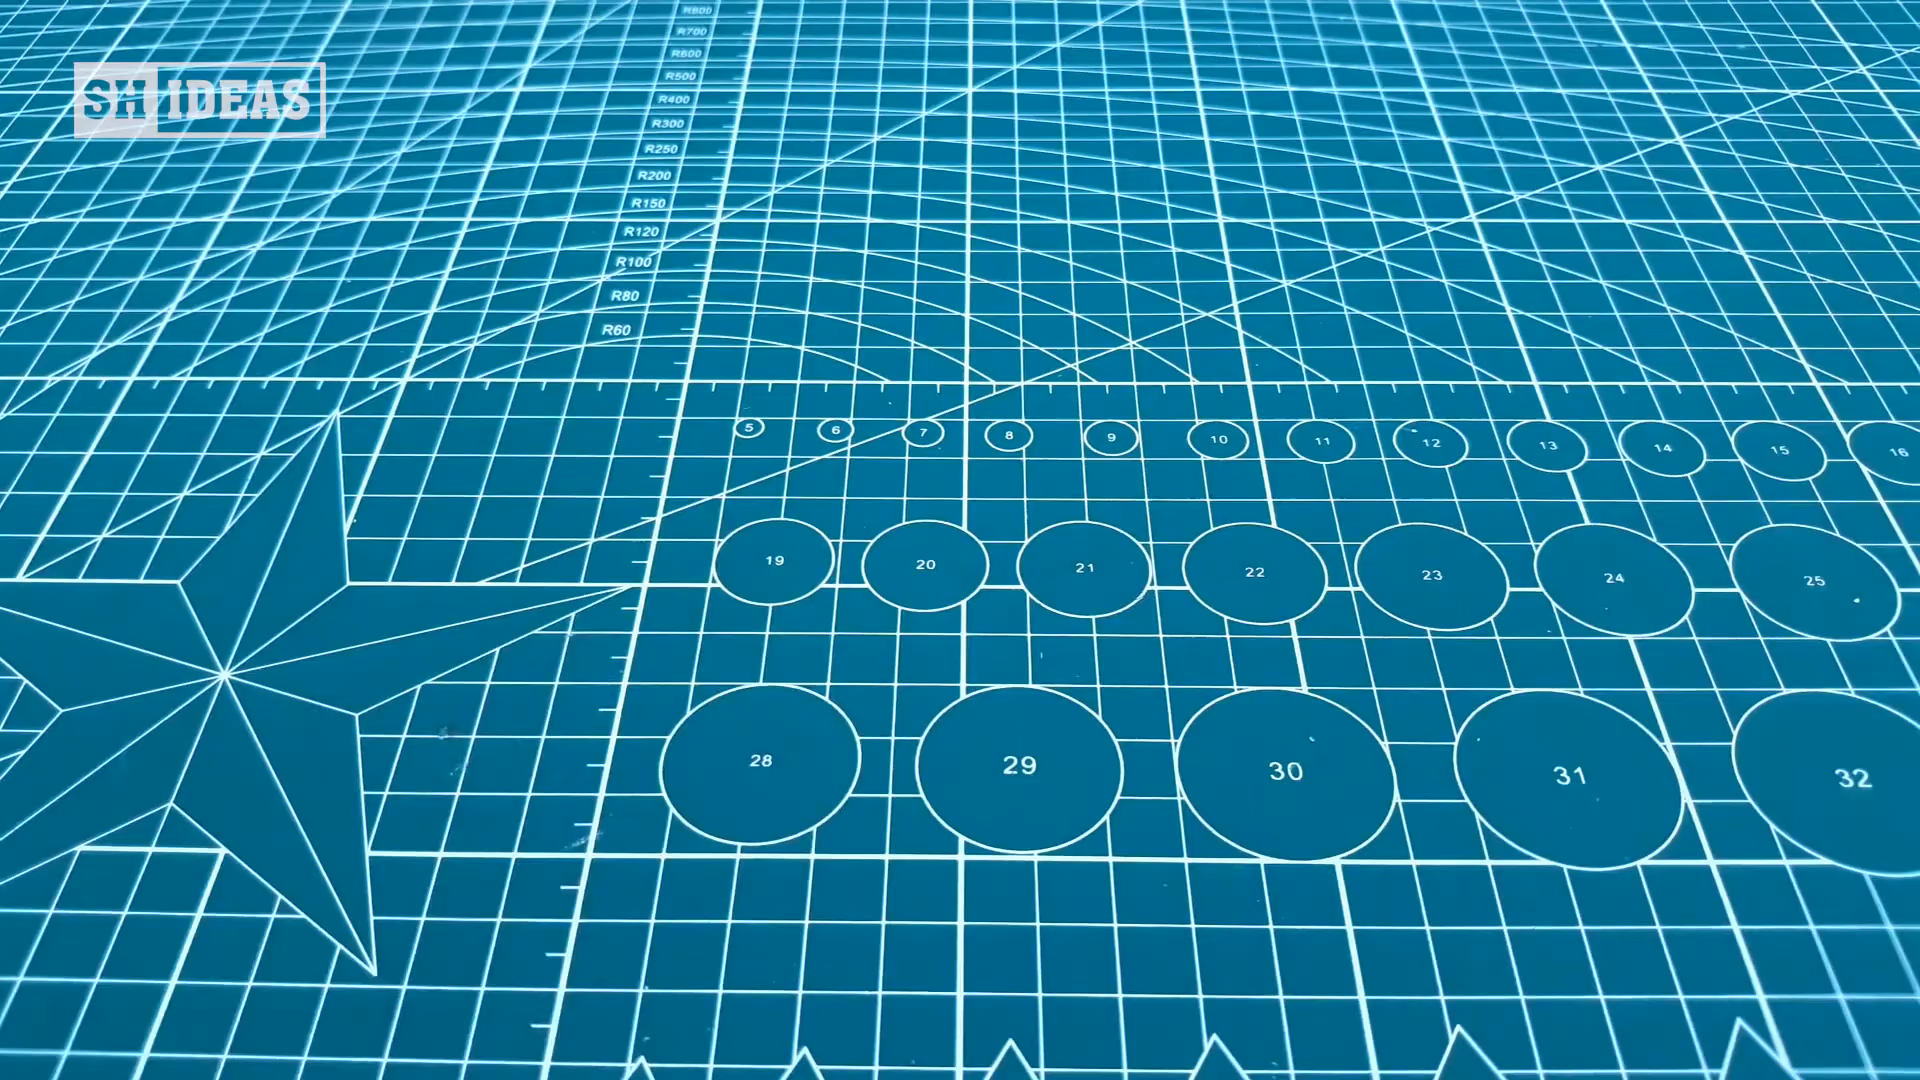 SH IDEAS
R800
R700
R600
R500
R400
R300
R250
R200
R150
R120
R100
R80
R60
5 6 7 8 9 10 11 12 13 14 15 16
19 20 21 22 23 24 25
28 29 30 31 32